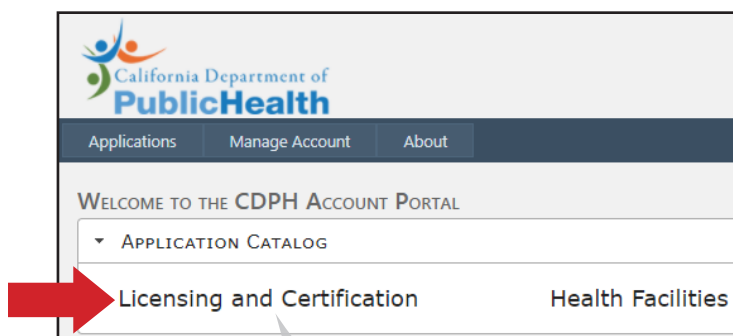 California Department of
PublicHealth
Applications Manage Account About
WELCOME TO THE CDPH ACCOUNT PORTAL
APPLICATION CATALOG
Licensing and Certification Health Facilities